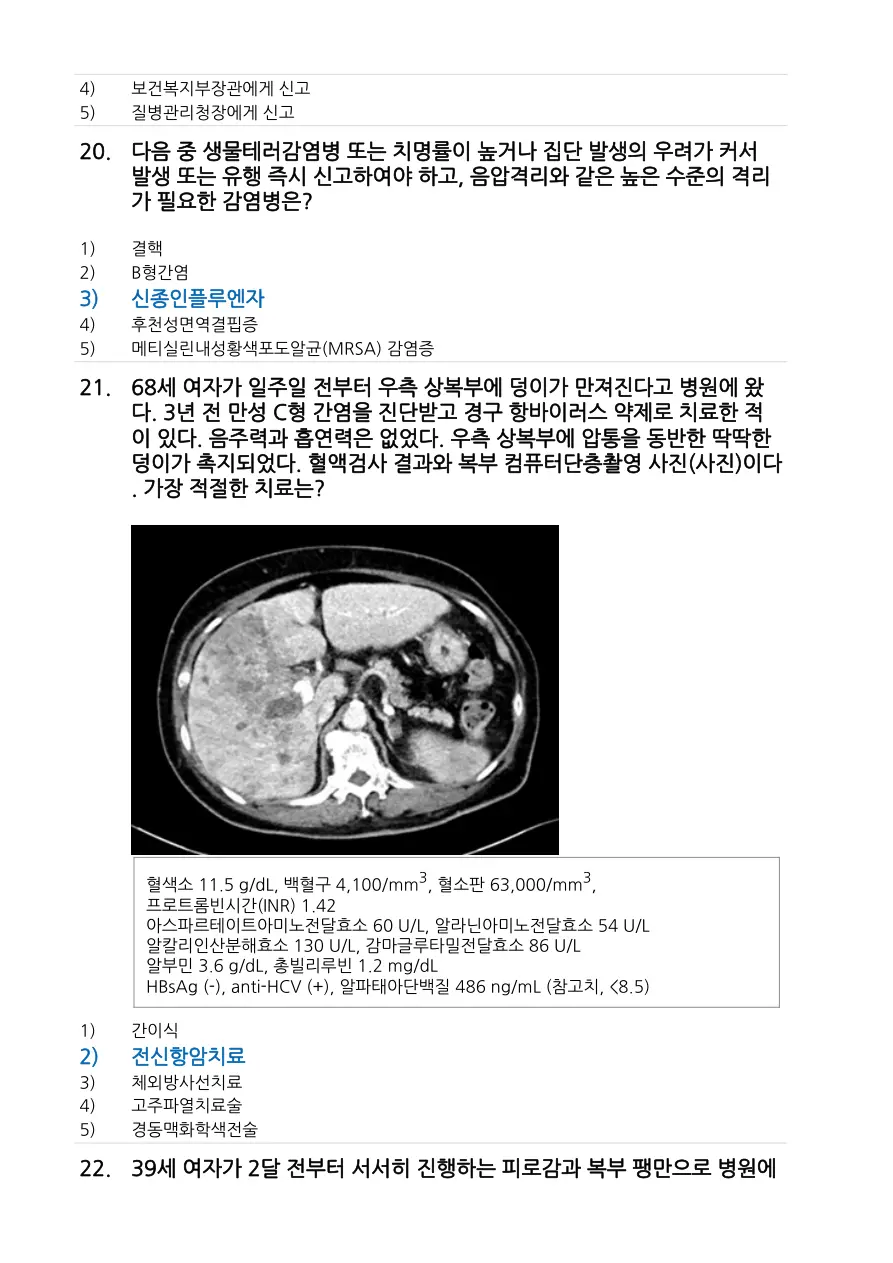 4) 보건복지부장관에게 신고
5) 질병관리청장에게 신고
20. 다음 중 생물테러감염병 또는 치명률이 높거나 집단 발생의 우려가 커서
발생 또는 유행 즉시 신고하여야 하고, 음압격리와 같은 높은 수준의 격리
가 필요한 감염병은?
1) 결핵
2) B형간염
3) 신종인플루엔자
4) 후천성면역결핍증
5) 메티실린내성황색포도알균(MRSA) 감염증
21. 68세 여자가 일주일 전부터 우측 상복부에 덩이가 만져진다고 병원에 왔
다. 3년 전 만성 C형 간염을 진단받고 경구 항바이러스 약제로 치료한 적
이 있다. 음주력과 흡연력은 없었다. 우측 상복부에 압통을 동반한 딱딱한
덩이가 촉지되었다. 혈액검사 결과와 복부 컴퓨터단층촬영 사진(사진)이다
. 가장 적절한 치료는?
혈색소 11.5 g/dL, 백혈구 4,100/mm³, 혈소판 63,000/mm³,
프로트롬빈시간(INR) 1.42
아스파르테이트아미노전달효소 60 U/L, 알라닌아미노전달효소 54 U/L
알칼리인산분해효소 130 U/L, 감마글루타밀전달효소 86 U/L
알부민 3.6 g/dL, 총빌리루빈 1.2 mg/dL
HBsAg (-), anti-HCV (+), 알파태아단백질 486 ng/mL (참고치, <8.5)
1) 간이식
2) 전신항암치료
3) 체외방사선치료
4) 고주파열치료술
5) 경동맥화학색전술
22. 39세 여자가 2달 전부터 서서히 진행하는 피로감과 복부 팽만으로 병원에